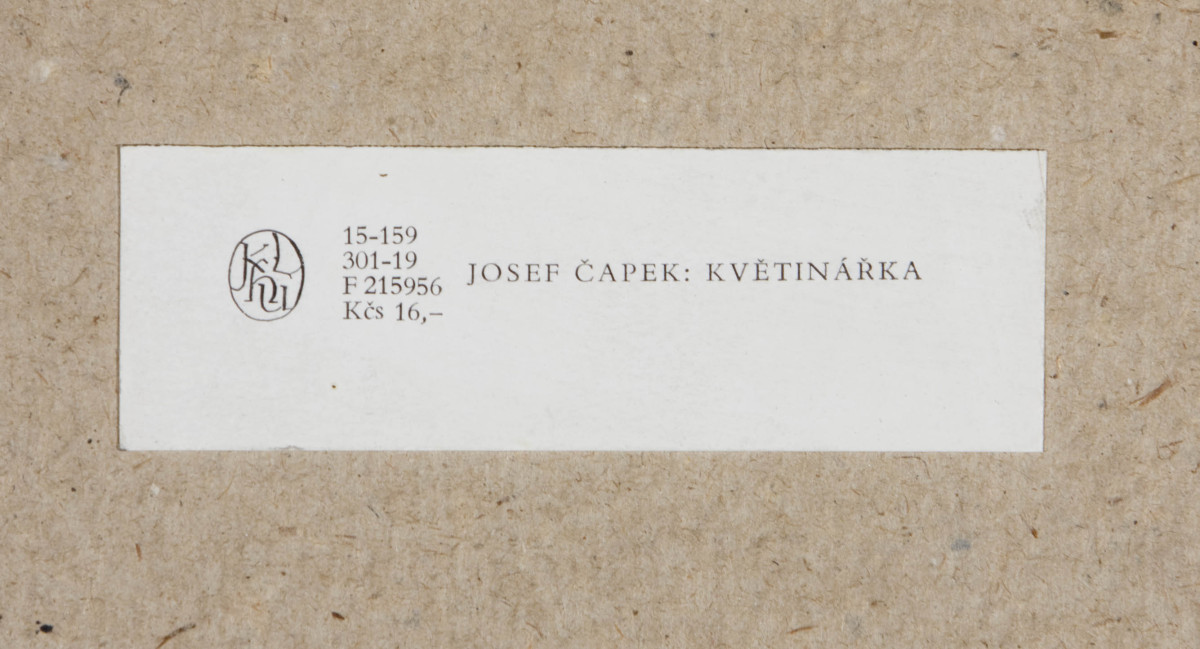 15-159
301-19
F 215956
Kčs 16,–
JOSEF ČAPEK: KVĚTINÁŘKA